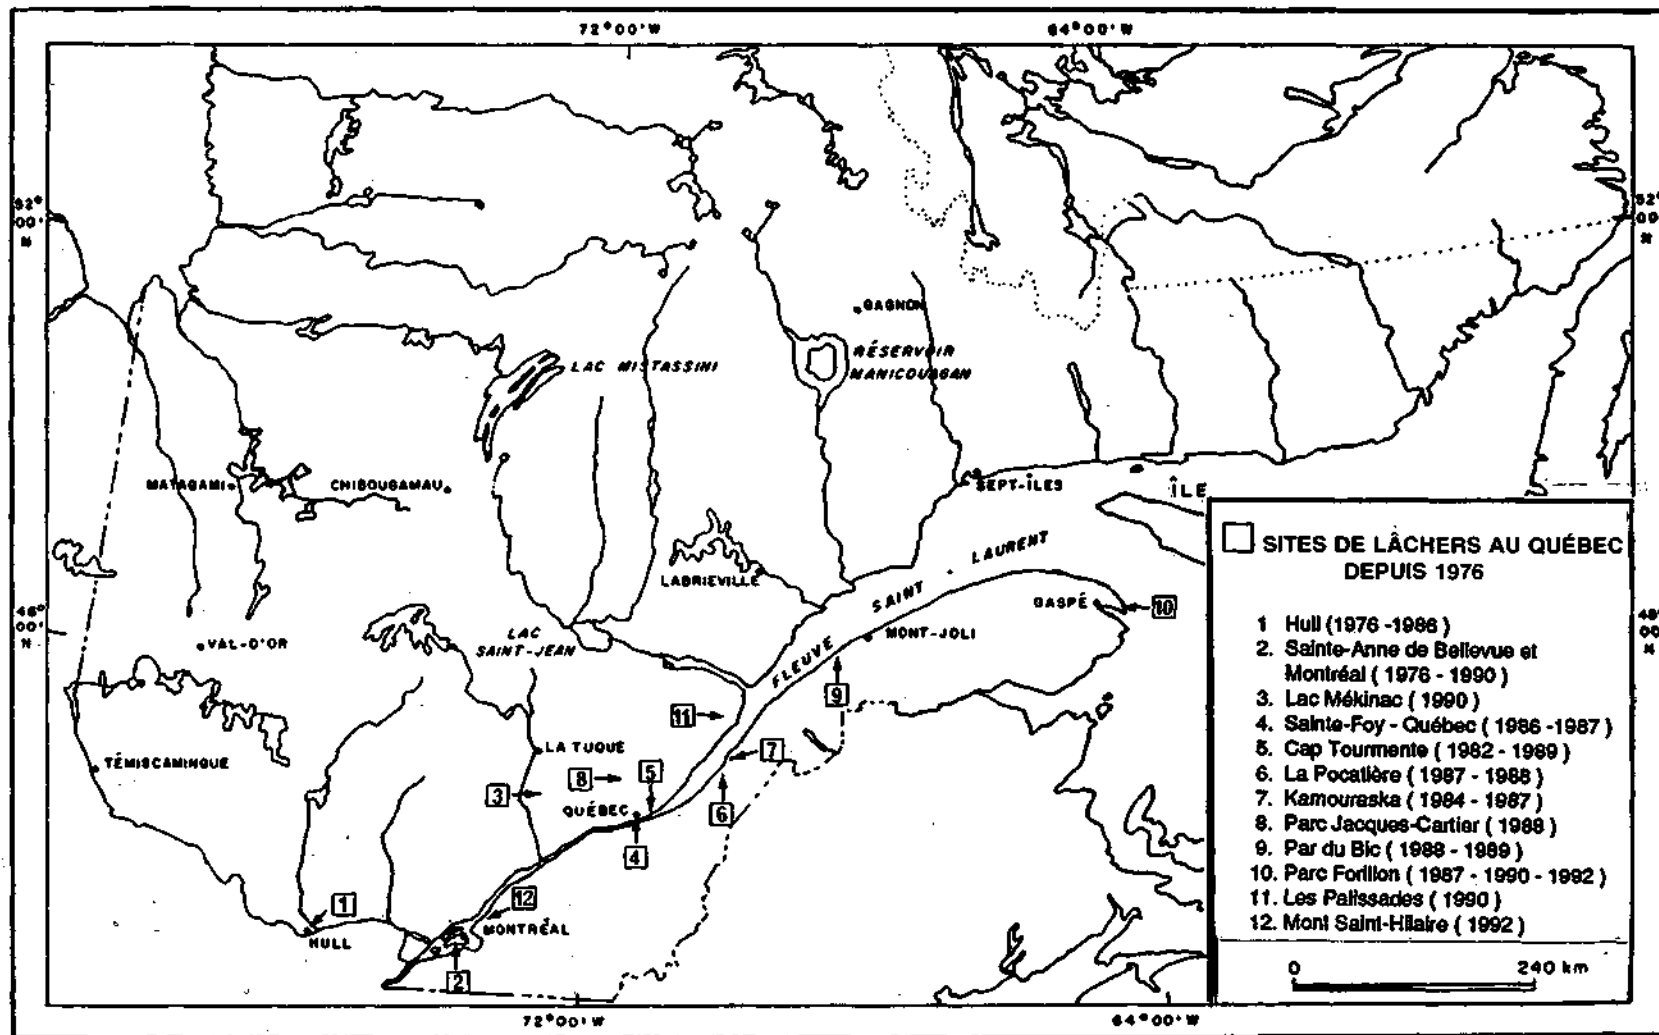 72°00'W
64°00'W
52°
00'
N
52°
00'
N
GAGNON
RÉSERVOIR
MANICOUAGAN
LAC MISTASSINI
MATAGAMI
CHIBOUGAMAU
SEPT-ÎLES
ÎLE
LABRIEVILLE
FLEUVE SAINT - LAURENT
GASPÉ
10
48°
00'
N
48°
00'
N
MONT-JOLI
VAL-D'OR
LAC
SAINT-JEAN
9
11
7
LA TUQUE
TÉMISCAMINGUE
8
5
3
QUÉBEC
6
4
12
1
MONTRÉAL
HULL
2
SITES DE LÂCHERS AU QUÉBEC
DEPUIS 1976
1 Hull (1976 -1986)
2. Sainte-Anne de Bellevue et
Montréal ( 1976 - 1990)
3. Lac Mékinac ( 1990 )
4. Sainte-Foy - Québec ( 1986 -1987)
5. Cap Tourmente ( 1982 - 1989)
6. La Pocatière ( 1987 - 1988)
7. Kamouraska ( 1984 - 1987)
8. Parc Jacques-Cartier ( 1988 )
9. Par du Bic ( 1988 - 1989)
10. Parc Forillon ( 1987 - 1990 - 1992)
11. Les Palissades ( 1990 )
12. Mont Saint-Hilaire ( 1992 )
0 240 km
72°00'W
64°00'W